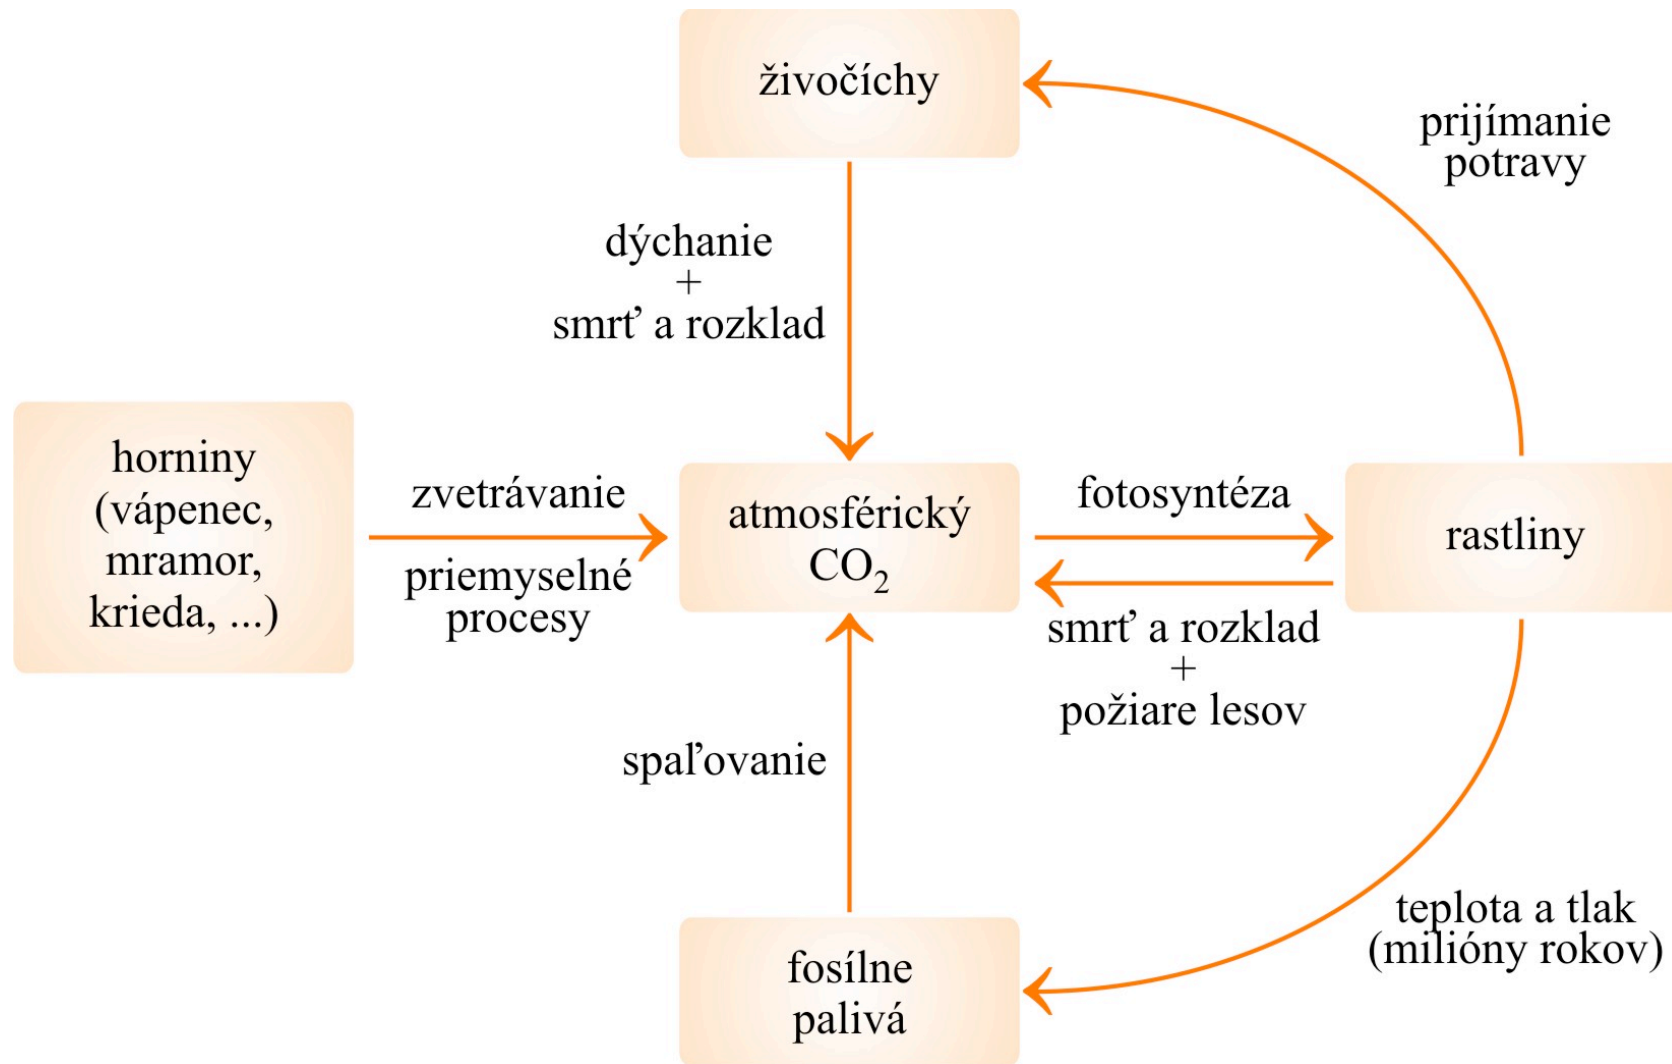 živočíchy
prijímanie
potravy
dýchanie
+
smrť a rozklad
horniny
(vápenec,
mramor,
krieda, ...)
zvetrávanie
priemyselné
procesy
atmosférický
CO₂
fotosyntéza
smrť a rozklad
+
požiare lesov
rastliny
spaľovanie
teplota a tlak
(milióny rokov)
fosílne
palivá